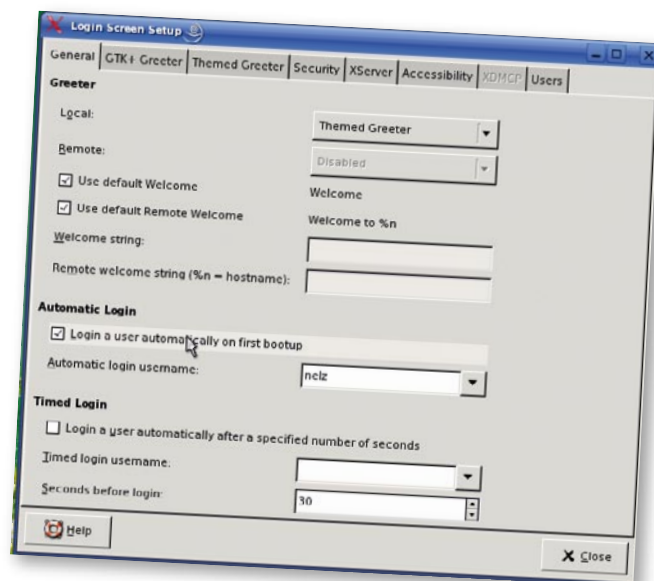 Login Screen Setup
General GTK+ Greeter Themed Greeter Security XServer Accessibility XDMCP Users
Greeter
Local:
Themed Greeter
Remote:
Disabled
Use default Welcome
Welcome
Use default Remote Welcome
Welcome to %n
Welcome string:
Remote welcome string (%n = hostname):
Automatic Login
Login a user automatically on first bootup
Automatic login username:
nelz
Timed Login
Login a user automatically after a specified number of seconds
Timed login username:
Seconds before login:
30
Help
Close